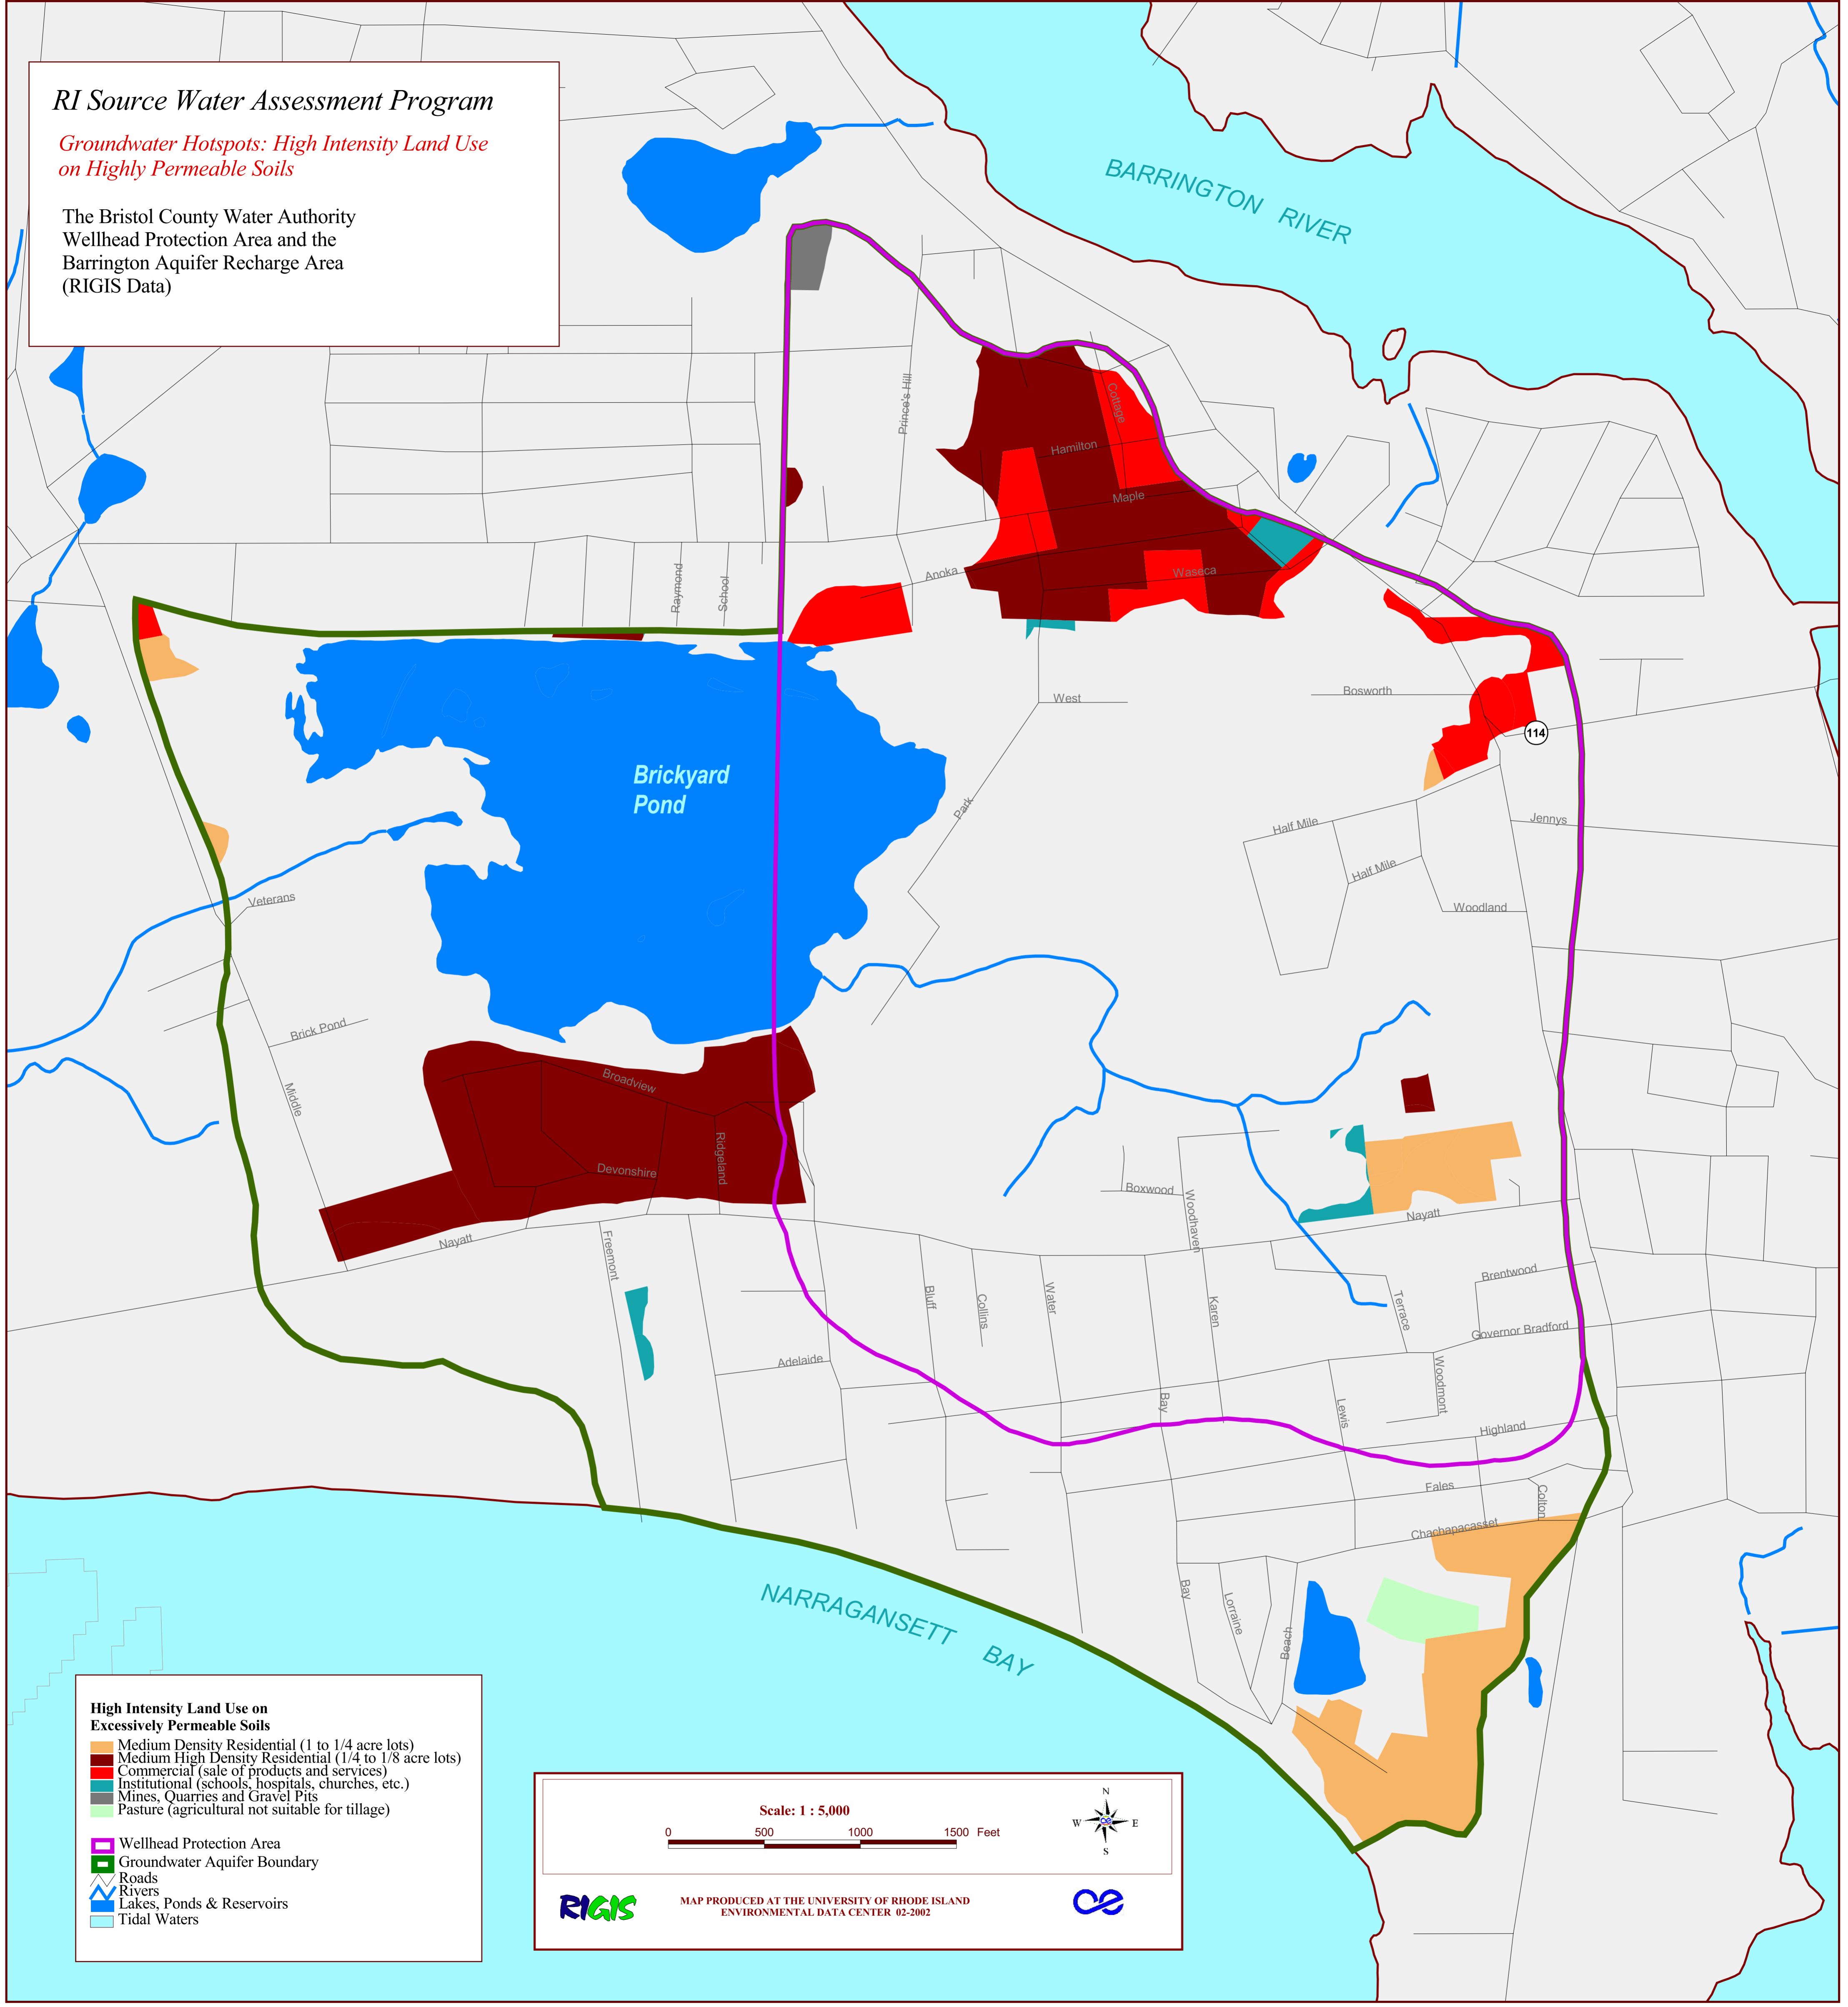 RI Source Water Assessment Program
Groundwater Hotspots: High Intensity Land Use
on Highly Permeable Soils
The Bristol County Water Authority
Wellhead Protection Area and the
Barrington Aquifer Recharge Area
(RIGIS Data)
BARRINGTON RIVER
Prince's Hill
Cottage
Hamilton
Maple
Anoka
Waseca
Raymond
School
West
Bosworth
114
Brickyard
Pond
Park
Half Mile
Jennys
Half Mile
Woodland
Veterans
Brick Pond
Middle
Broadview
Ridgeland
Devonshire
Boxwood
Woodhaven
Nayatt
Nayatt
Freemont
Bluff
Collins
Water
Karen
Terrace
Brentwood
Governor Bradford
Adelaide
Woodmont
Bay
Lewis
Highland
Fales
Colton
Chachapacasset
Bay
Lorraine
Beach
NARRAGANSETT BAY
High Intensity Land Use on
Excessively Permeable Soils
Medium Density Residential (1 to 1/4 acre lots)
Medium High Density Residential (1/4 to 1/8 acre lots)
Commercial (sale of products and services)
Institutional (schools, hospitals, churches, etc.)
Mines, Quarries and Gravel Pits
Pasture (agricultural not suitable for tillage)
Wellhead Protection Area
Groundwater Aquifer Boundary
Roads
Rivers
Lakes, Ponds & Reservoirs
Tidal Waters
Scale: 1 : 5,000
0 500 1000 1500 Feet
N
W E
S
RIGIS
MAP PRODUCED AT THE UNIVERSITY OF RHODE ISLAND
ENVIRONMENTAL DATA CENTER 02-2002